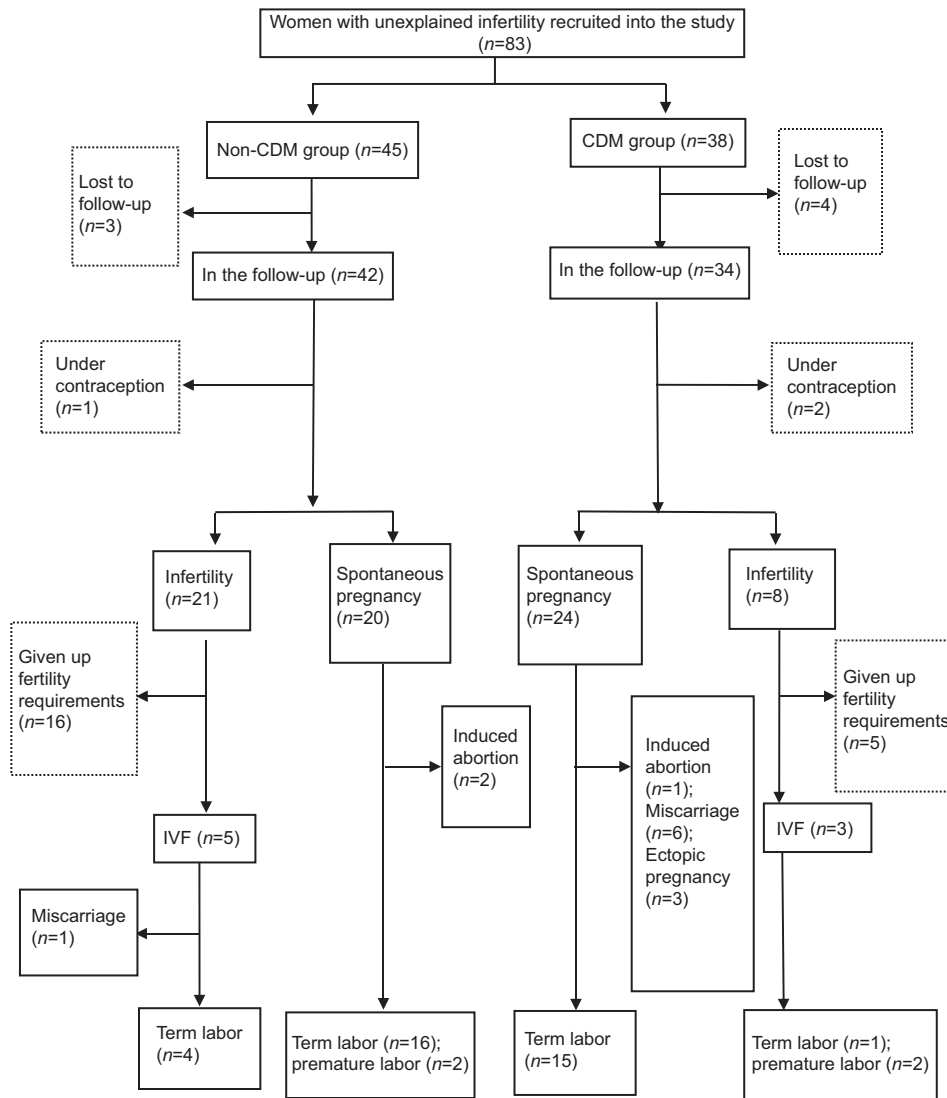 Women with unexplained infertility recruited into the study
(n=83)
Non-CDM group (n=45)
CDM group (n=38)
Lost to
follow-up
(n=3)
Lost to
follow-up
(n=4)
In the follow-up (n=42)
In the follow-up (n=34)
Under
contraception
(n=1)
Under
contraception
(n=2)
Infertility
(n=21)
Spontaneous
pregnancy
(n=20)
Spontaneous
pregnancy
(n=24)
Infertility
(n=8)
Given up
fertility
requirements
(n=16)
Induced
abortion
(n=2)
Induced
abortion
(n=1);
Miscarriage
(n=6);
Ectopic
pregnancy
(n=3)
Given up
fertility
requirements
(n=5)
IVF (n=5)
IVF (n=3)
Miscarriage
(n=1)
Term labor
(n=4)
Term labor (n=16);
premature labor (n=2)
Term labor
(n=15)
Term labor (n=1);
premature labor (n=2)